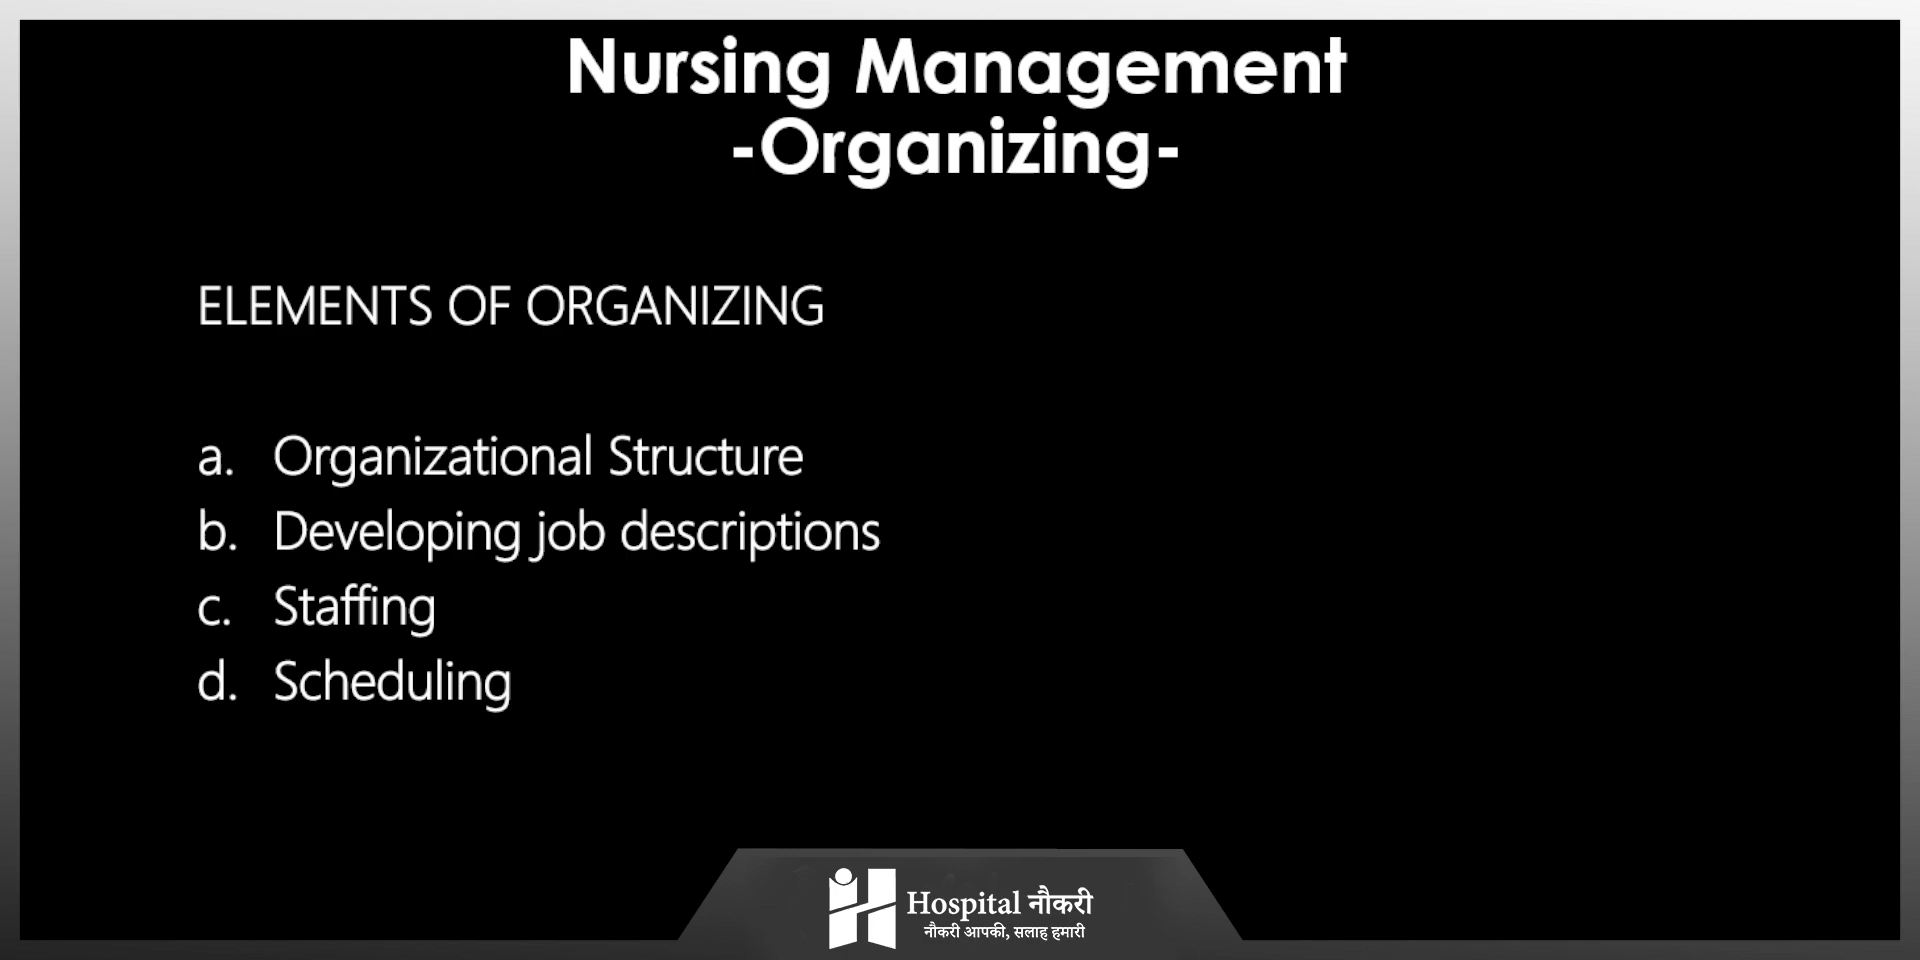 Nursing Management
-Organizing-
ELEMENTS OF ORGANIZING
a. Organizational Structure
b. Developing job descriptions
c. Staffing
d. Scheduling
Hospital नौकरी
नौकरी आपकी, सलाह हमारी